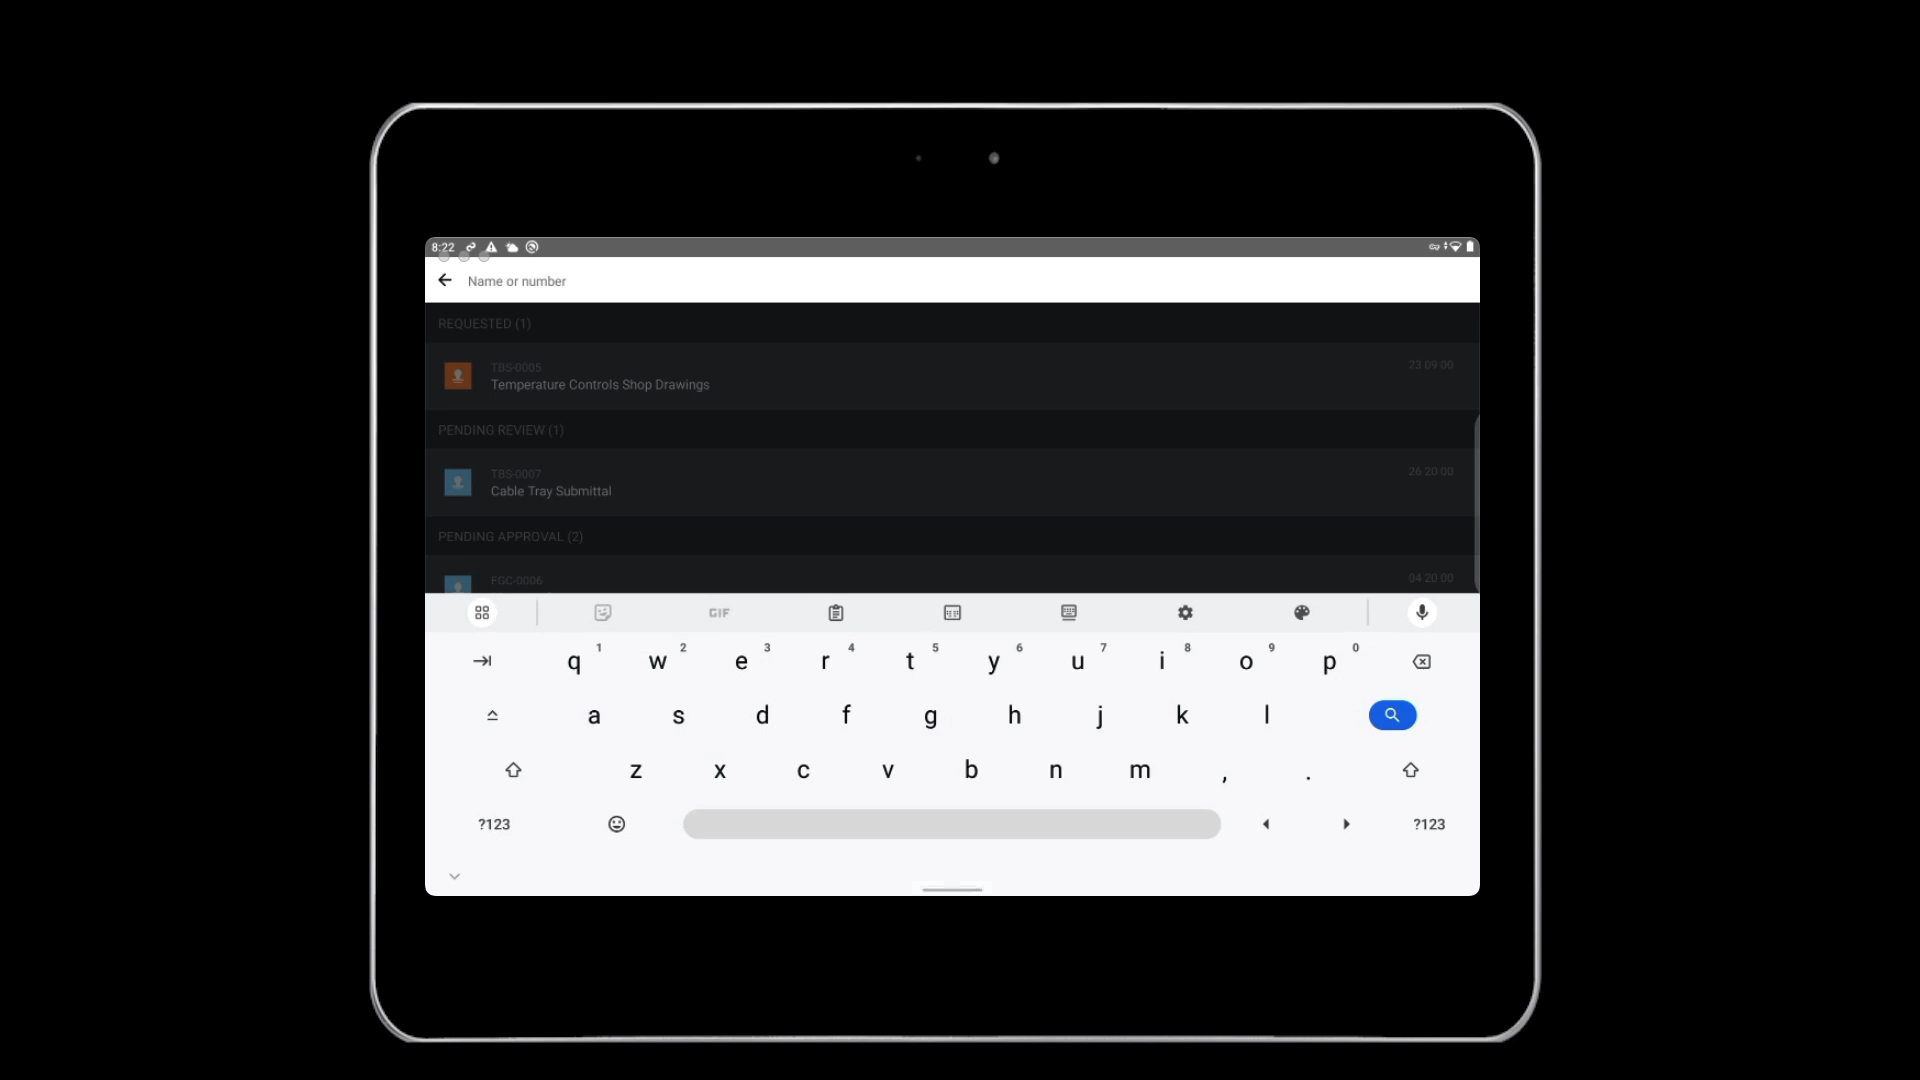 8:22
Name or number
REQUESTED (1)
TBS-0005
23 09 00
Temperature Controls Shop Drawings
PENDING REVIEW (1)
TBS-0007
26 20 00
Cable Tray Submittal
PENDING APPROVAL (2)
FGC-0006
04 20 00
GIF
q 1 w 2 e 3 r 4 t 5 y 6 u 7 i 8 o 9 p 0
a s d f g h j k l
z x c v b n m , .
?123 ?123